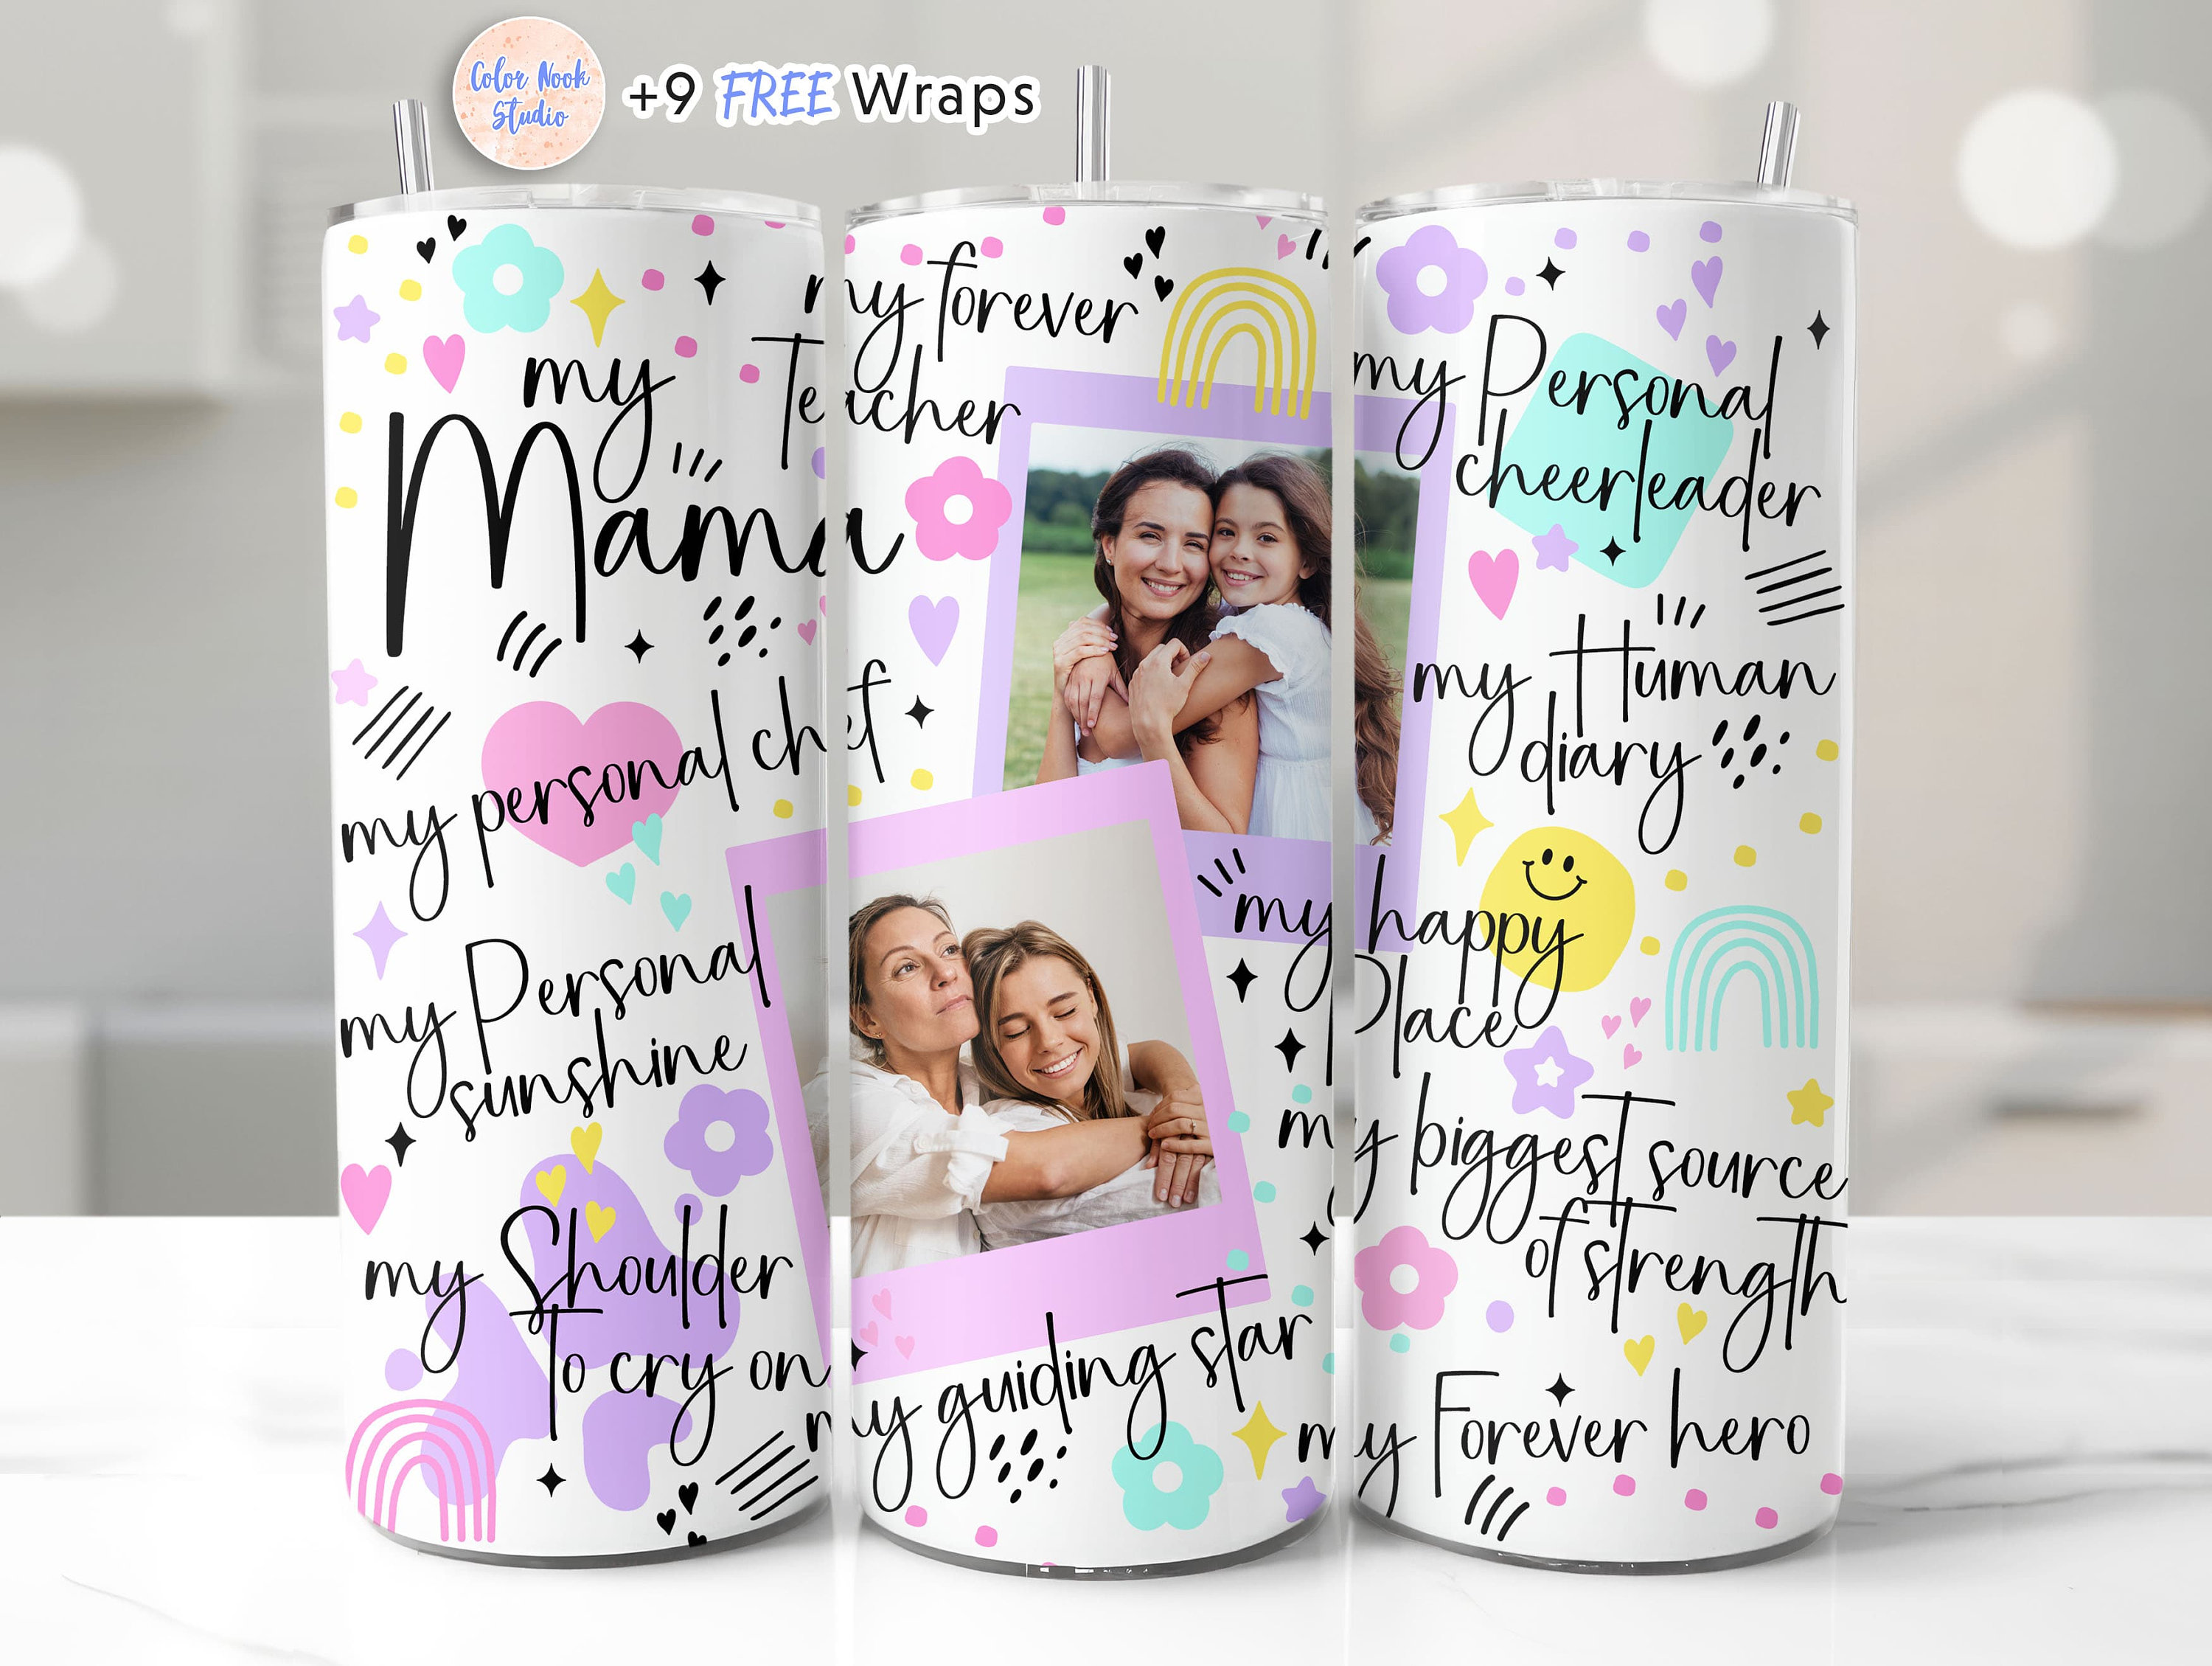 Color Nook
Studio
+9 FREE Wraps
my
Mama
my personal chef
my Personal
sunshine
my Shoulder
To cry on
my forever
Teacher
my guiding star
my Personal
cheerleader
my Human
diary
my happy
Place
my biggest source
of strength
my Forever hero